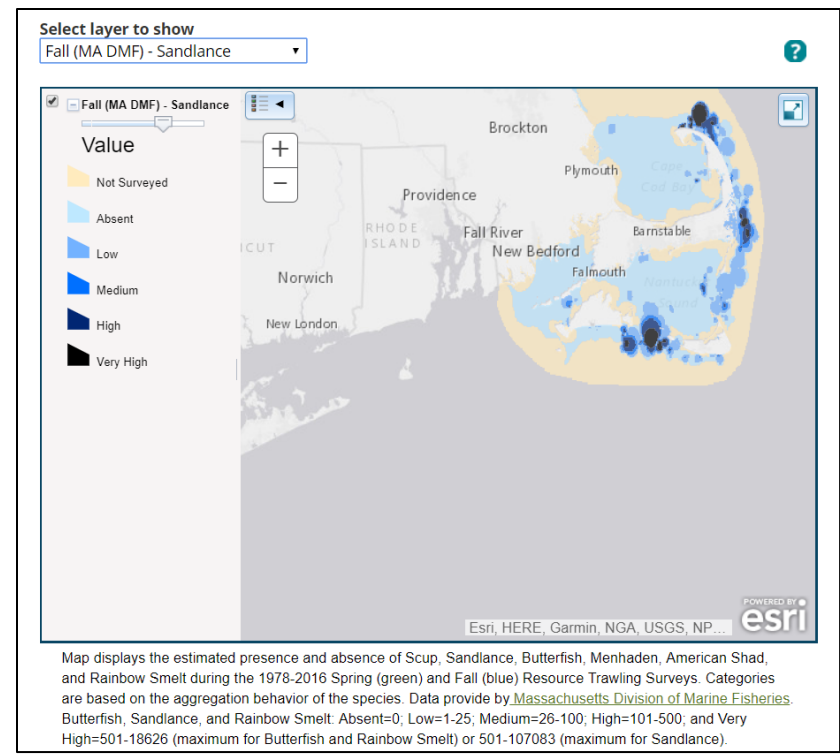 Select layer to show
Fall (MA DMF) - Sandlance
?
Fall (MA DMF) - Sandlance
Value
Not Surveyed
Absent
Low
Medium
High
Very High
+
−
Brockton
Plymouth
Cape
Cod Bay
Providence
RHODE
ISLAND
Fall River
Barnstable
ICUT
New Bedford
Norwich
Falmouth
Nantucket
Sound
New London
POWERED BY
esri
Esri, HERE, Garmin, NGA, USGS, NP...
Map displays the estimated presence and absence of Scup, Sandlance, Butterfish, Menhaden, American Shad,
and Rainbow Smelt during the 1978-2016 Spring (green) and Fall (blue) Resource Trawling Surveys. Categories
are based on the aggregation behavior of the species. Data provide by Massachusetts Division of Marine Fisheries.
Butterfish, Sandlance, and Rainbow Smelt: Absent=0; Low=1-25; Medium=26-100; High=101-500; and Very
High=501-18626 (maximum for Butterfish and Rainbow Smelt) or 501-107083 (maximum for Sandlance).